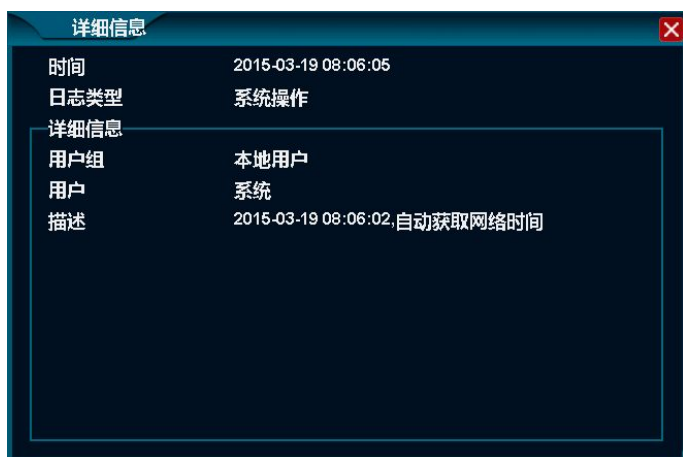 详细信息
时间 2015-03-19 08:06:05
日志类型 系统操作
详细信息
用户组 本地用户
用户 系统
描述 2015-03-19 08:06:02,自动获取网络时间